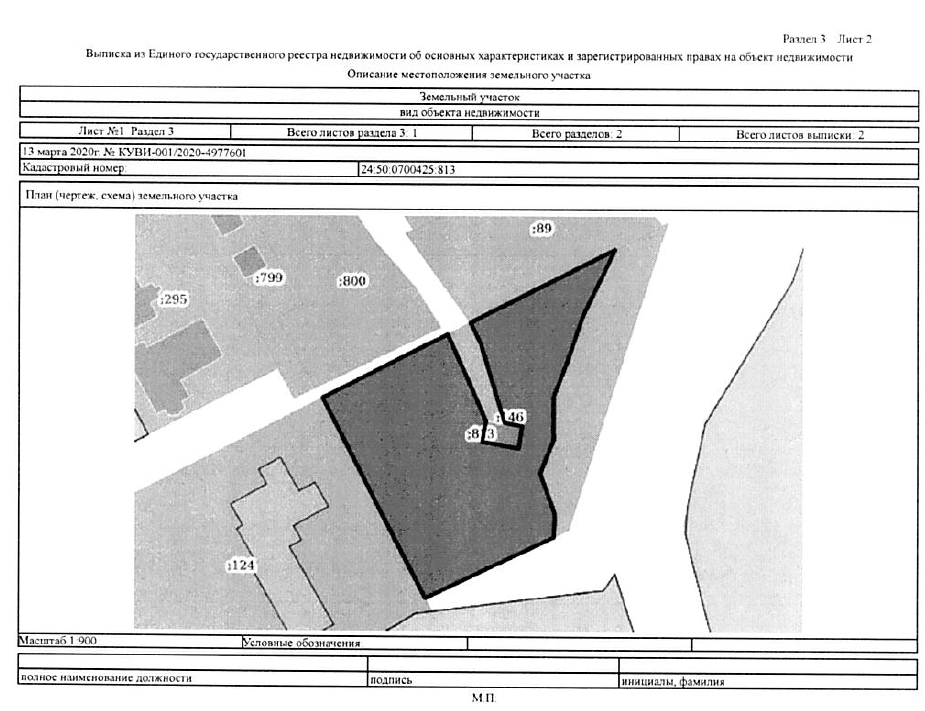 Раздел 3 Лист 2
Выписка из Единого государственного реестра недвижимости об основных характеристиках и зарегистрированных правах на объект недвижимости
Описание местоположения земельного участка
Земельный участок
вид объекта недвижимости
Лист №1 Раздел 3 Всего листов раздела 3: 1 Всего разделов: 2 Всего листов выписки: 2
13 марта 2020г. № КУВИ-001/2020-4977601
Кадастровый номер: 24:50:0700425:813
План (чертеж, схема) земельного участка
:89
:799
:800
:295
:813
:124
Масштаб 1:900 Условные обозначения
полное наименование должности подпись инициалы, фамилия
М.П.